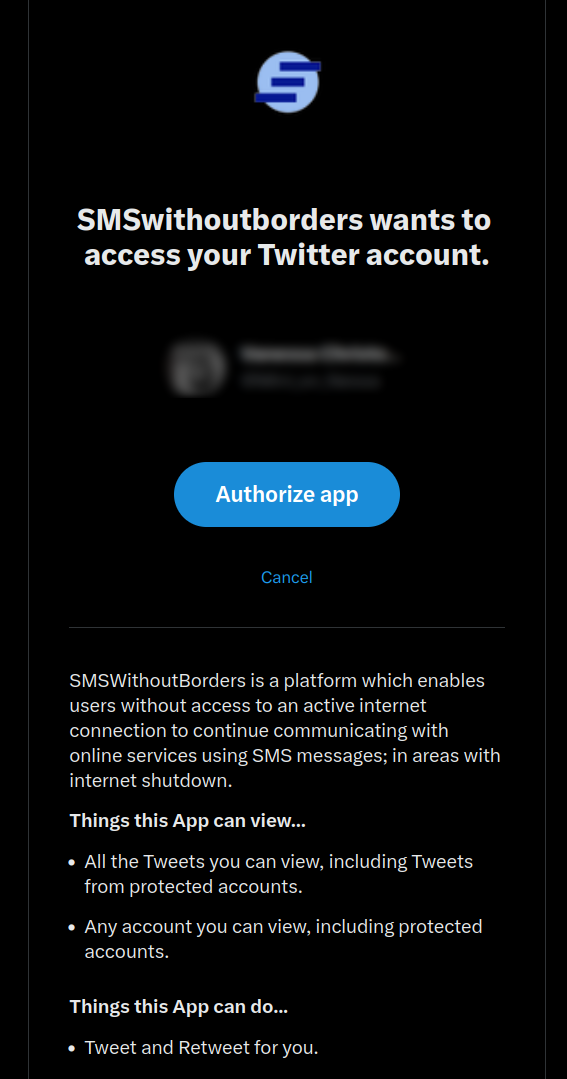 SMSwithoutborders wants to
access your Twitter account.
Authorize app
Cancel
SMSWithoutBorders is a platform which enables
users without access to an active internet
connection to continue communicating with
online services using SMS messages; in areas with
internet shutdown.
Things this App can view...
• All the Tweets you can view, including Tweets
from protected accounts.
• Any account you can view, including protected
accounts.
Things this App can do...
• Tweet and Retweet for you.